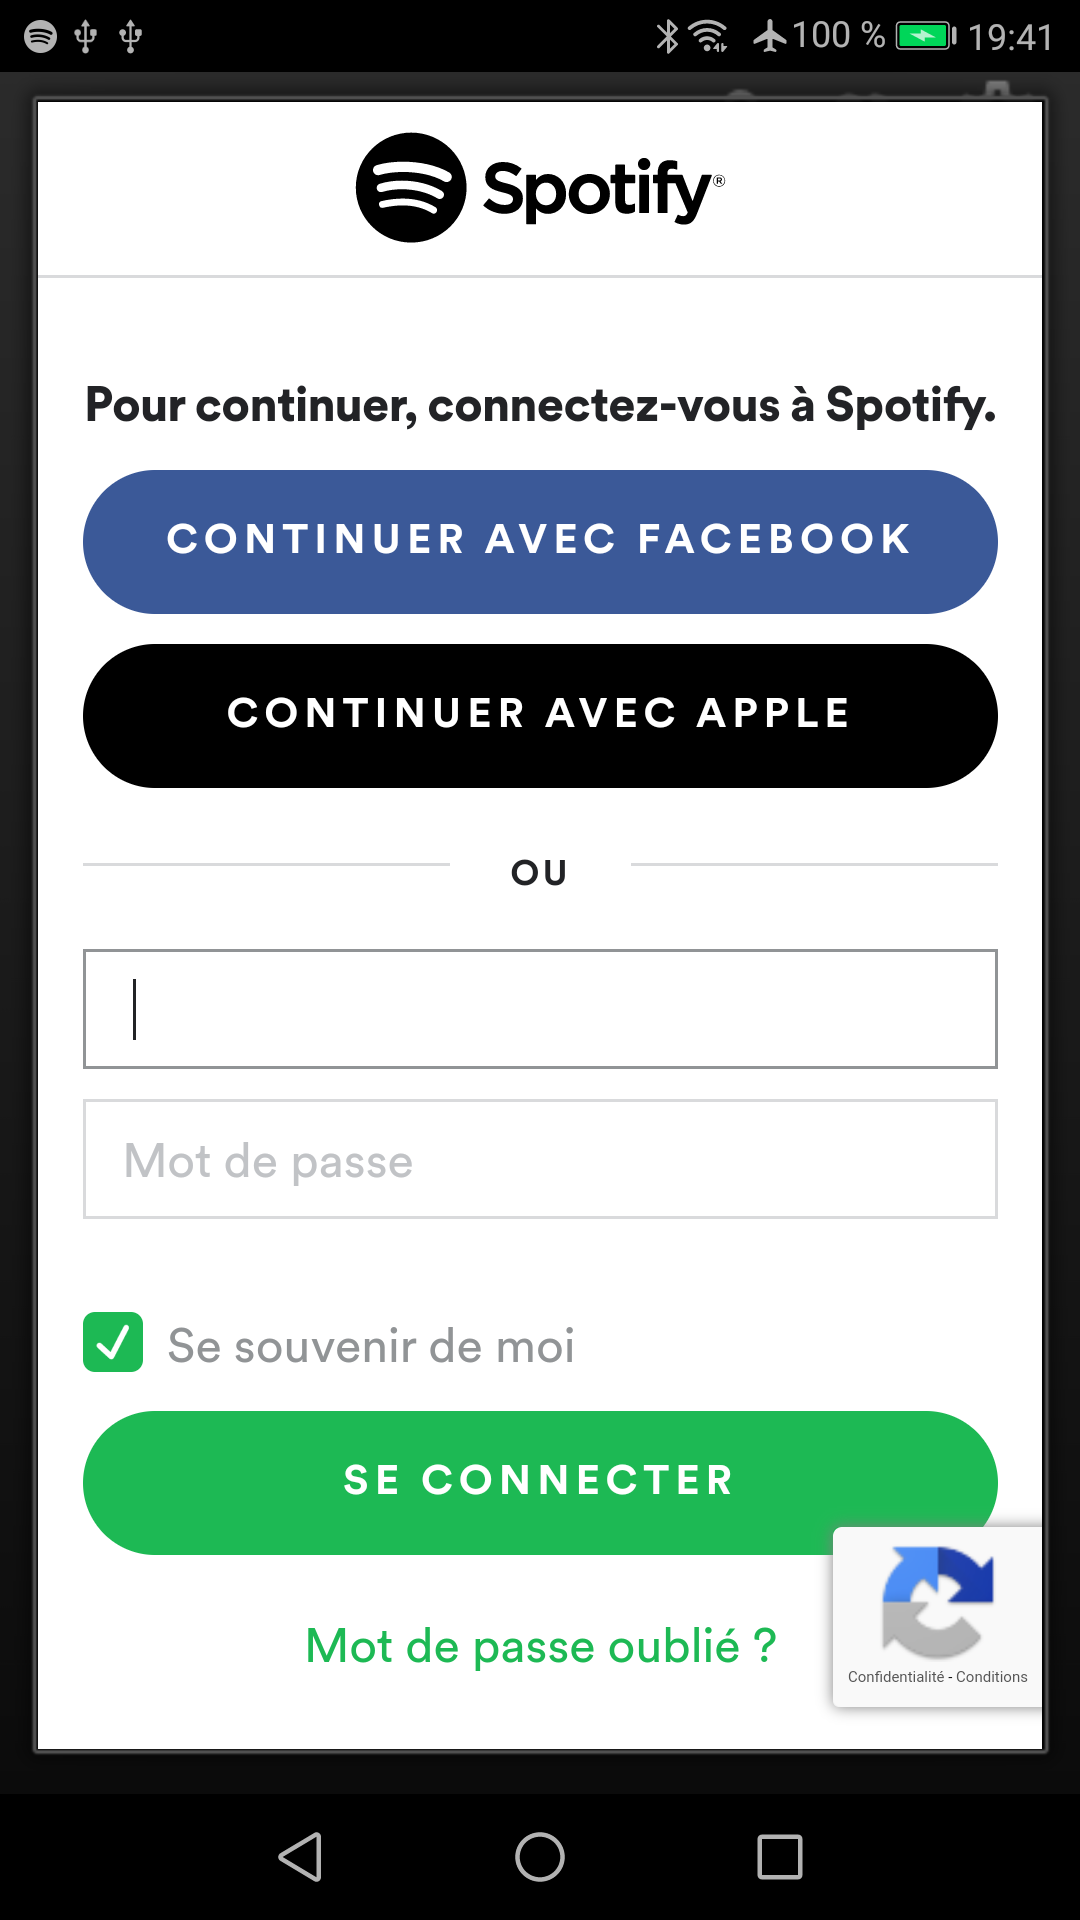 100 % 19:41
Spotify®
Pour continuer, connectez-vous à Spotify.
CONTINUER AVEC FACEBOOK
CONTINUER AVEC APPLE
OU
Mot de passe
Se souvenir de moi
SE CONNECTER
Mot de passe oublié ?
Confidentialité - Conditions